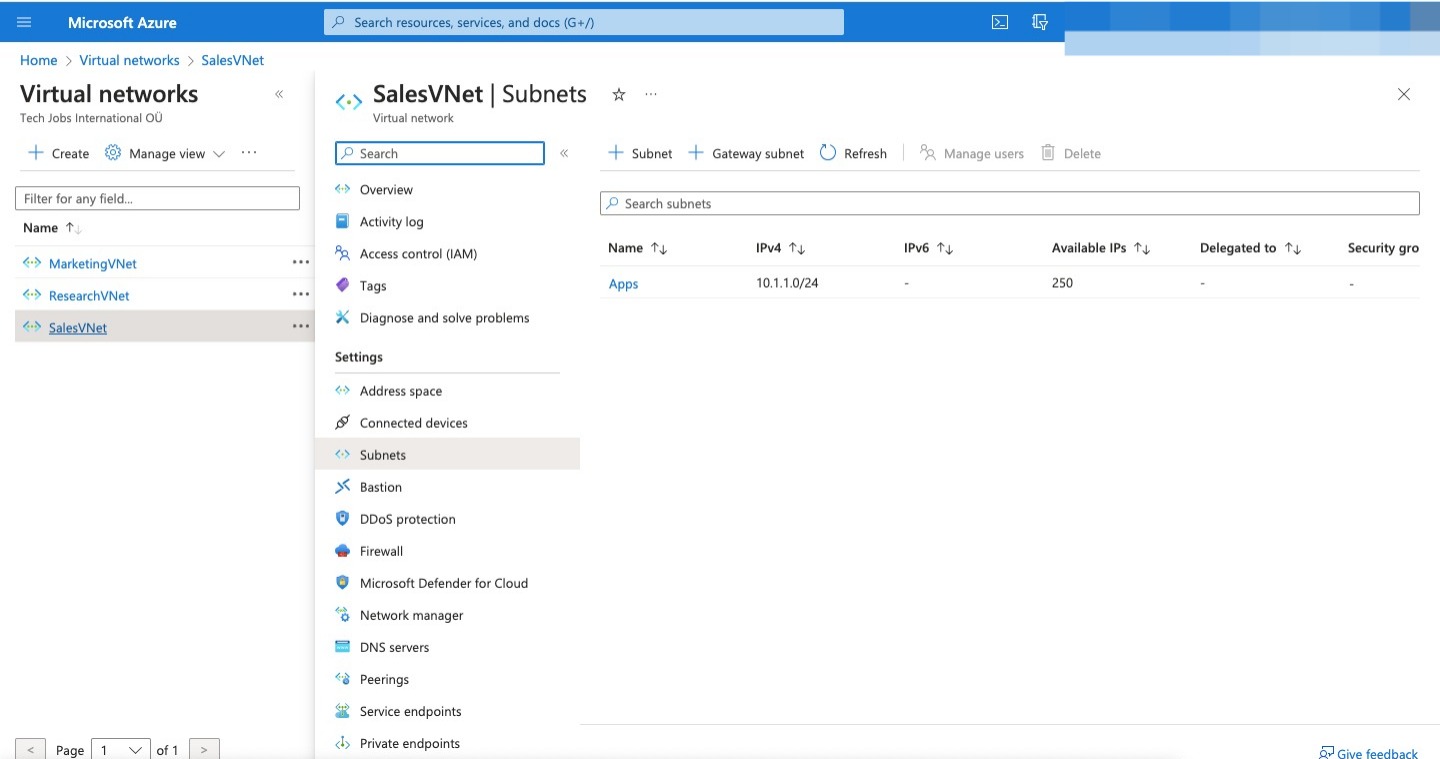 Microsoft Azure
Search resources, services, and docs (G+/)
Home > Virtual networks > SalesVNet
Virtual networks
Tech Jobs International OÜ
Create
Manage view
Filter for any field...
Name
MarketingVNet
ResearchVNet
SalesVNet
< Page 1 of 1 >
SalesVNet | Subnets
Virtual network
Search
Overview
Activity log
Access control (IAM)
Tags
Diagnose and solve problems
Settings
Address space
Connected devices
Subnets
Bastion
DDoS protection
Firewall
Microsoft Defender for Cloud
Network manager
DNS servers
Peerings
Service endpoints
Private endpoints
+ Subnet + Gateway subnet Refresh Manage users Delete
Search subnets
Name IPv4 IPv6 Available IPs Delegated to Security gro
Apps 10.1.1.0/24 - 250 - -
Give feedback